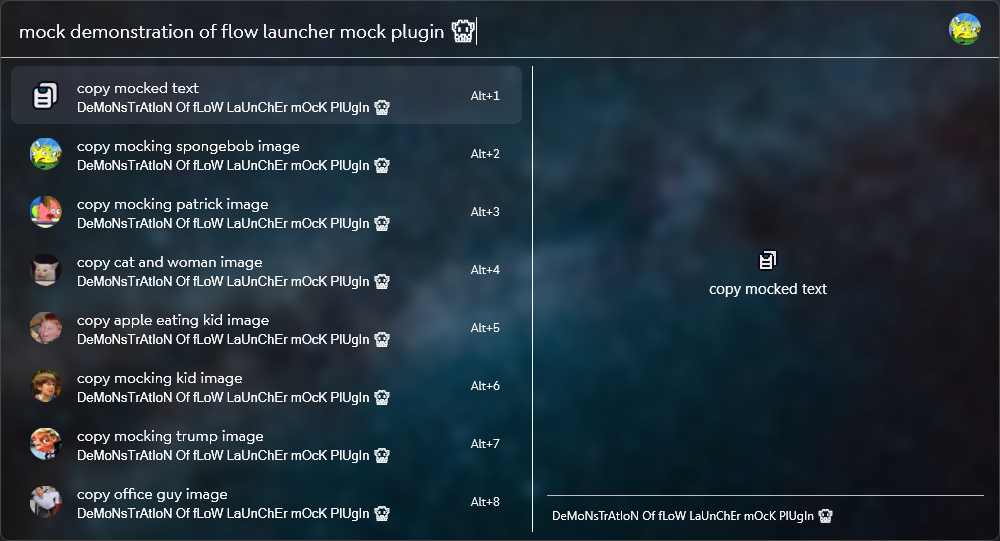 mock demonstration of flow launcher mock plugin
copy mocked text
DeMoNsTrAtIoN Of fLoW LaUnChEr mOcK PlUgIn
Alt+1
copy mocking spongebob image
DeMoNsTrAtIoN Of fLoW LaUnChEr mOcK PlUgIn
Alt+2
copy mocking patrick image
DeMoNsTrAtIoN Of fLoW LaUnChEr mOcK PlUgIn
Alt+3
copy cat and woman image
DeMoNsTrAtIoN Of fLoW LaUnChEr mOcK PlUgIn
Alt+4
copy apple eating kid image
DeMoNsTrAtIoN Of fLoW LaUnChEr mOcK PlUgIn
Alt+5
copy mocking kid image
DeMoNsTrAtIoN Of fLoW LaUnChEr mOcK PlUgIn
Alt+6
copy mocking trump image
DeMoNsTrAtIoN Of fLoW LaUnChEr mOcK PlUgIn
Alt+7
copy office guy image
DeMoNsTrAtIoN Of fLoW LaUnChEr mOcK PlUgIn
Alt+8
copy mocked text
DeMoNsTrAtIoN Of fLoW LaUnChEr mOcK PlUgIn